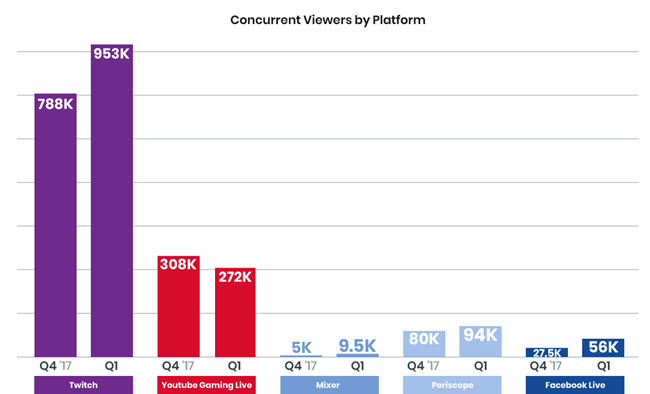 Concurrent Viewers by Platform
788K 953K 308K 272K 5K 9.5K 80K 94K 27.5K 56K
Q4 '17 Q1 Q4 '17 Q1 Q4 '17 Q1 Q4 '17 Q1 Q4 '17 Q1
Twitch Youtube Gaming Live Mixer Periscope Facebook Live